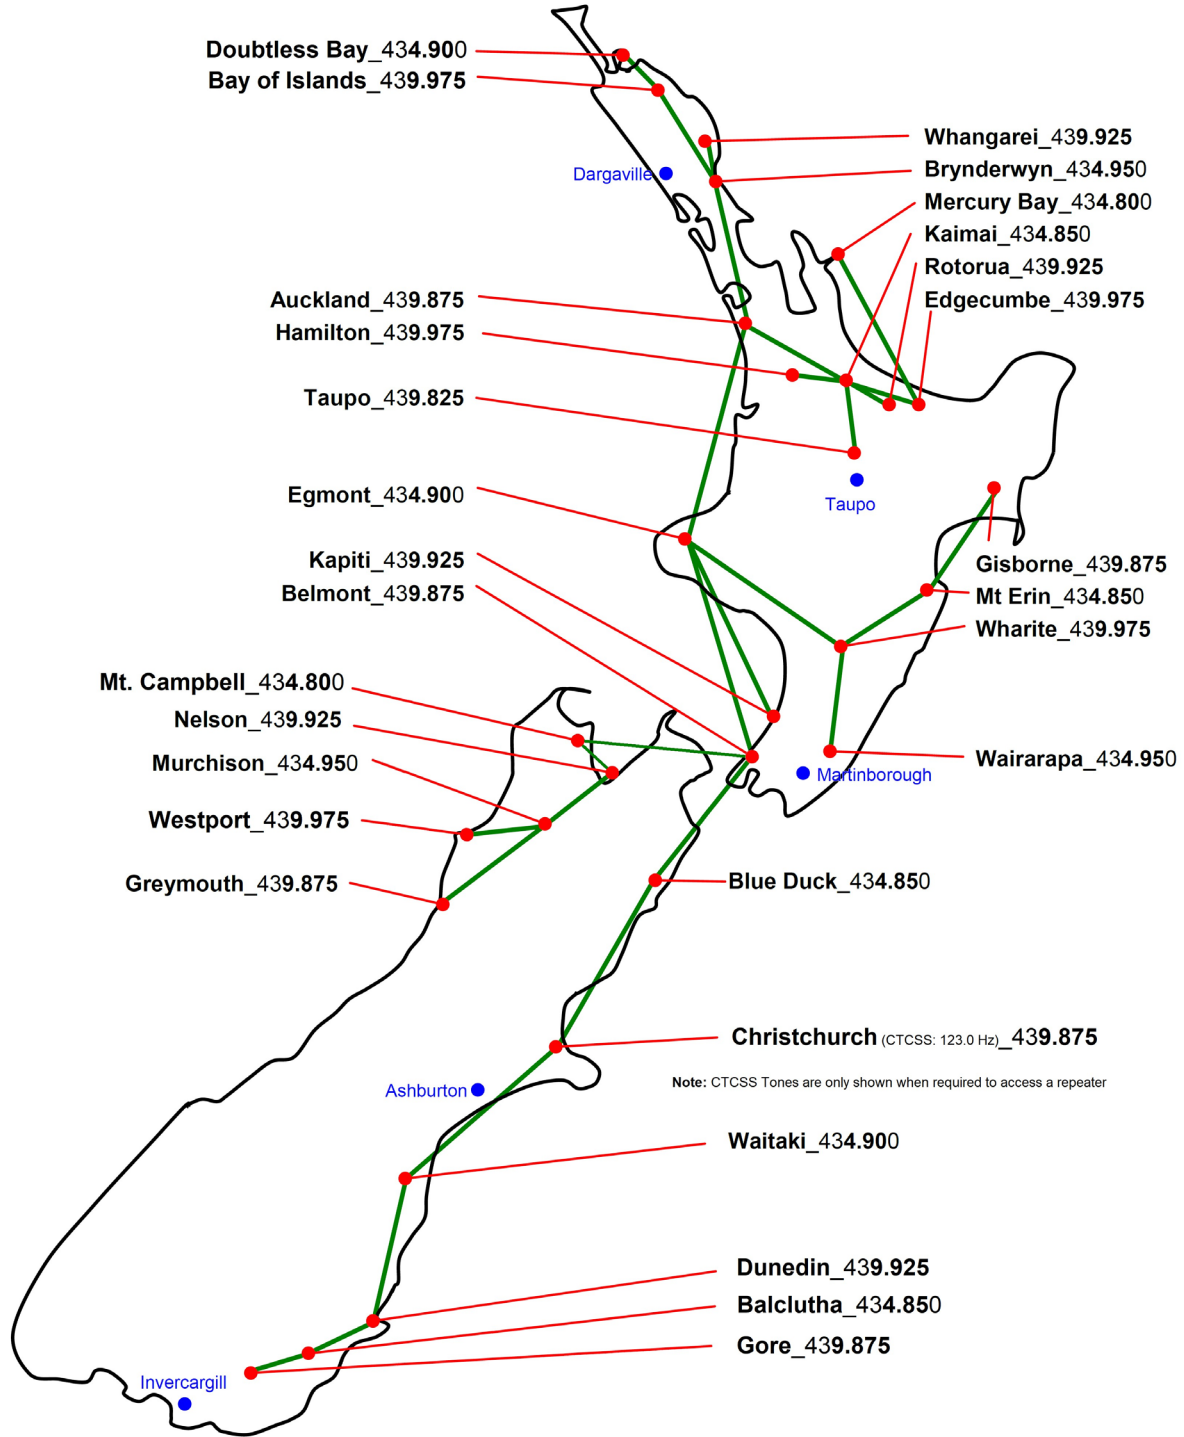 Doubtless Bay_434.900
Bay of Islands_439.975
Whangarei_439.925
Brynderwyn_434.950
Dargaville
Mercury Bay_434.800
Kaimai_434.850
Rotorua_439.925
Edgecumbe_439.975
Auckland_439.875
Hamilton_439.975
Taupo_439.825
Egmont_434.900
Taupo
Kapiti_439.925
Belmont_439.875
Gisborne_439.875
Mt Erin_434.850
Wharite_439.975
Mt. Campbell_434.800
Nelson_439.925
Murchison_434.950
Wairarapa_434.950
Martinborough
Westport_439.975
Greymouth_439.875
Blue Duck_434.850
Christchurch (CTCSS: 123.0 Hz)_439.875
Note: CTCSS Tones are only shown when required to access a repeater
Ashburton
Waitaki_434.900
Dunedin_439.925
Balclutha_434.850
Gore_439.875
Invercargill